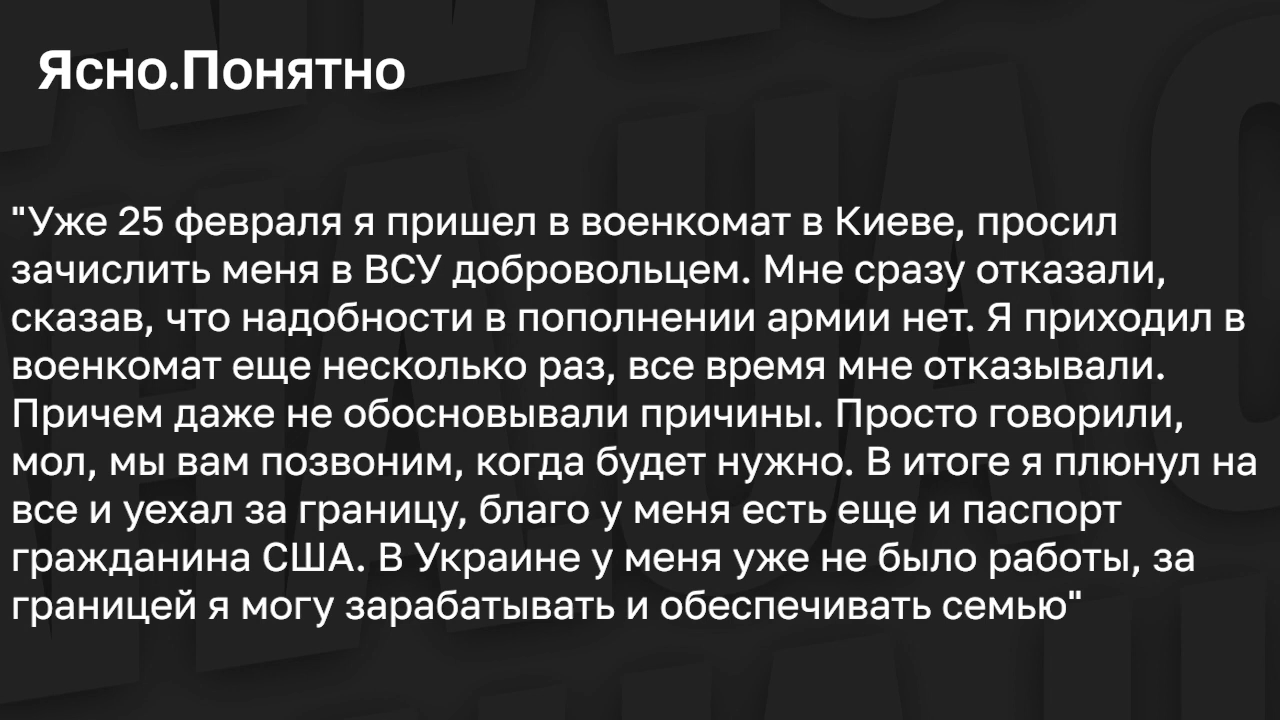 Ясно.Понятно
"Уже 25 февраля я пришел в военкомат в Киеве, просил
зачислить меня в ВСУ добровольцем. Мне сразу отказали,
сказав, что надобности в пополнении армии нет. Я приходил в
военкомат еще несколько раз, все время мне отказывали.
Причем даже не обосновывали причины. Просто говорили,
мол, мы вам позвоним, когда будет нужно. В итоге я плюнул на
все и уехал за границу, благо у меня есть еще и паспорт
гражданина США. В Украине у меня уже не было работы, за
границей я могу зарабатывать и обеспечивать семью"